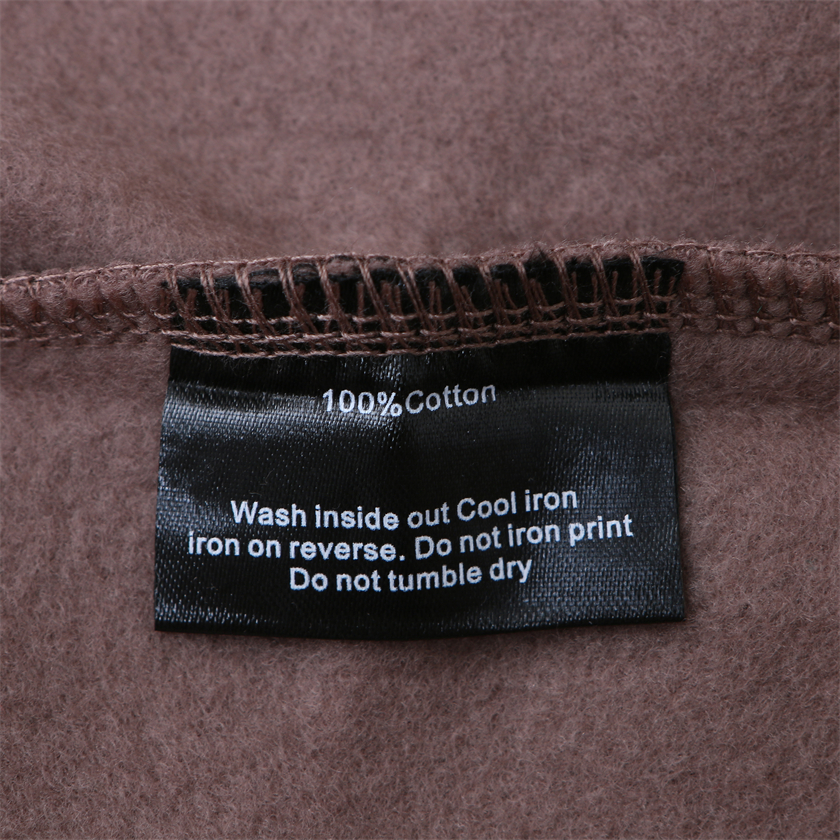 100%Cotton
Wash inside out Cool iron
iron on reverse. Do not iron print
Do not tumble dry